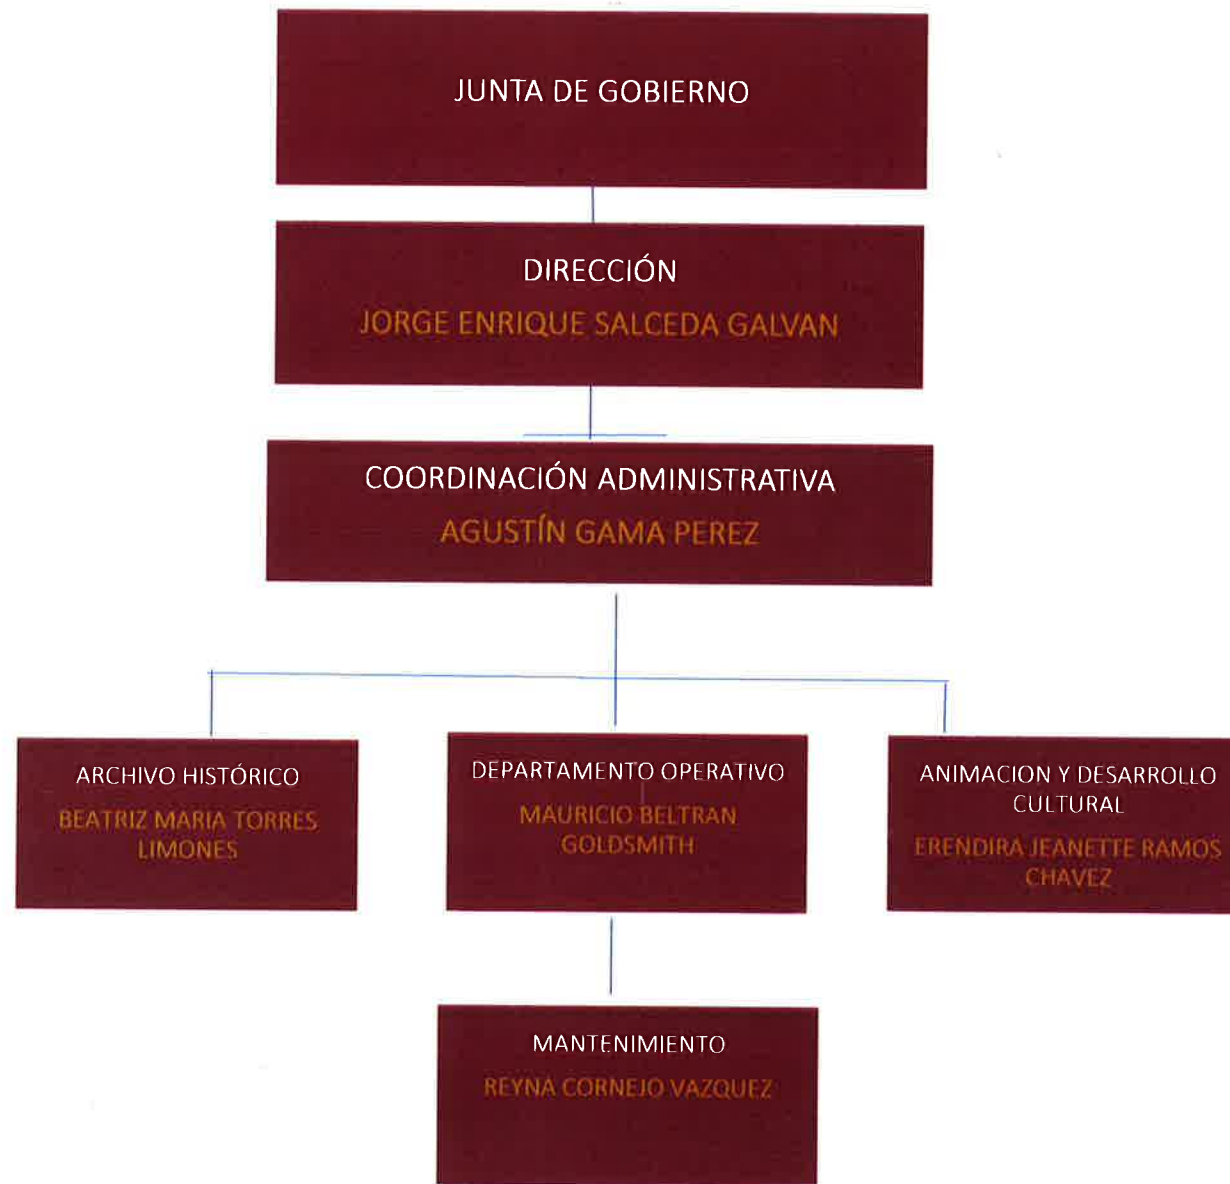 JUNTA DE GOBIERNO
DIRECCIÓN
JORGE ENRIQUE SALCEDA GALVAN
COORDINACIÓN ADMINISTRATIVA
AGUSTÍN GAMA PEREZ
ARCHIVO HISTÓRICO
BEATRIZ MARIA TORRES
LIMONES
DEPARTAMENTO OPERATIVO
MAURICIO BELTRAN
GOLDSMITH
ANIMACION Y DESARROLLO
CULTURAL
ERENDIRA JEANETTE RAMOS
CHAVEZ
MANTENIMIENTO
REYNA CORNEJO VAZQUEZ